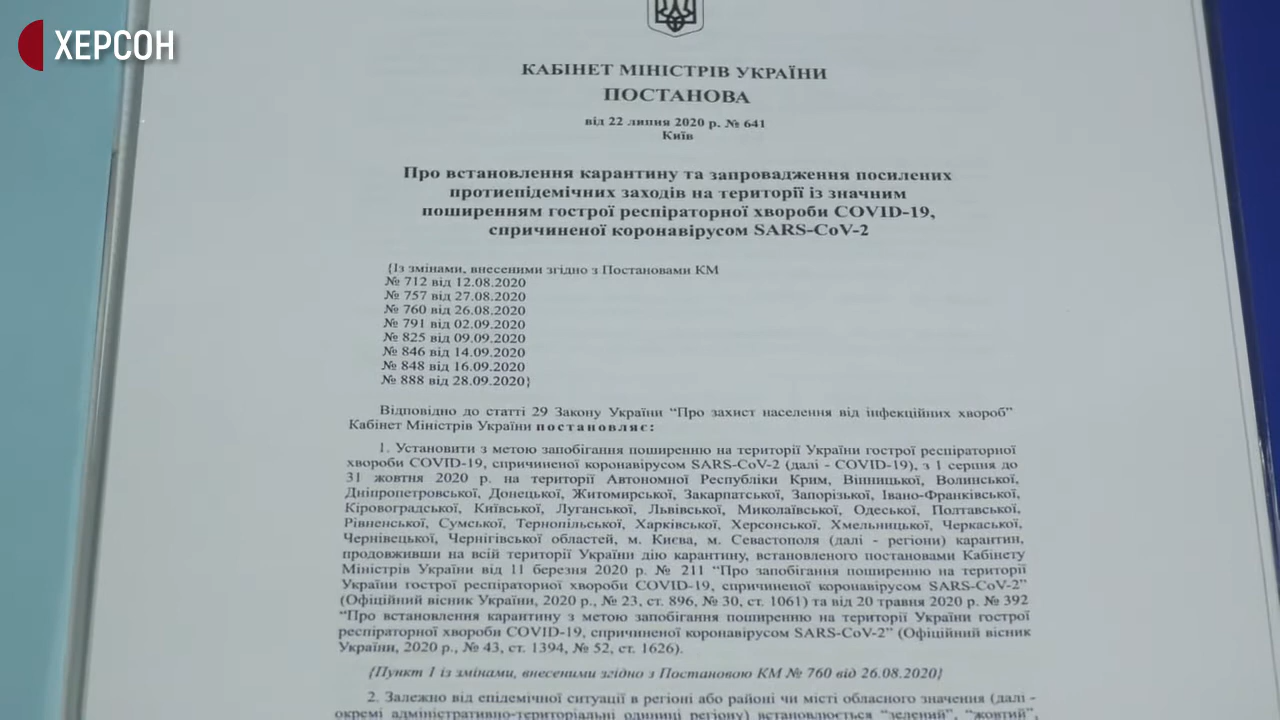 ХЕРСОН
КАБІНЕТ МІНІСТРІВ УКРАЇНИ
ПОСТАНОВА
від 22 липня 2020 р. № 641
Київ
Про встановлення карантину та запровадження посилених
протиепідемічних заходів на території із значним
поширенням гострої респіраторної хвороби COVID-19,
спричиненої коронавірусом SARS-CoV-2
{Із змінами, внесеними згідно з Постановами КМ
№ 712 від 12.08.2020
№ 757 від 27.08.2020
№ 760 від 26.08.2020
№ 791 від 02.09.2020
№ 825 від 09.09.2020
№ 846 від 14.09.2020
№ 848 від 16.09.2020
№ 888 від 28.09.2020}
Відповідно до статті 29 Закону України “Про захист населення від інфекційних хвороб”
Кабінет Міністрів України постановляє:
1. Установити з метою запобігання поширенню на території України гострої респіраторної
хвороби COVID-19, спричиненої коронавірусом SARS-CoV-2 (далі - COVID-19), з 1 серпня до
31 жовтня 2020 р. на території Автономної Республіки Крим, Вінницької, Волинської,
Дніпропетровської, Донецької, Житомирської, Закарпатської, Запорізької, Івано-Франківської,
Кіровоградської, Київської, Луганської, Львівської, Миколаївської, Одеської, Полтавської,
Рівненської, Сумської, Тернопільської, Харківської, Херсонської, Хмельницької, Черкаської,
Чернівецької, Чернігівської областей, м. Києва, м. Севастополя (далі - регіони) карантин,
продовживши на всій території України дію карантину, встановленого постановами Кабінету
Міністрів України від 11 березня 2020 р. № 211 “Про запобігання поширенню на території
України гострої респіраторної хвороби COVID-19, спричиненої коронавірусом SARS-CoV-2”
(Офіційний вісник України, 2020 р., № 23, ст. 896, № 30, ст. 1061) та від 20 травня 2020 р. № 392
“Про встановлення карантину з метою запобігання поширенню на території України гострої
респіраторної хвороби COVID-19, спричиненої коронавірусом SARS-CoV-2” (Офіційний вісник
України, 2020 р., № 43, ст. 1394, № 52, ст. 1626).
{Пункт 1 із змінами, внесеними згідно з Постановою КМ № 760 від 26.08.2020}
2. Залежно від епідемічної ситуації в регіоні або районі чи місті обласного значення (далі -
окремі адміністративно-територіальні одиниці регіону) встановлюється “зелений”, “жовтий”,